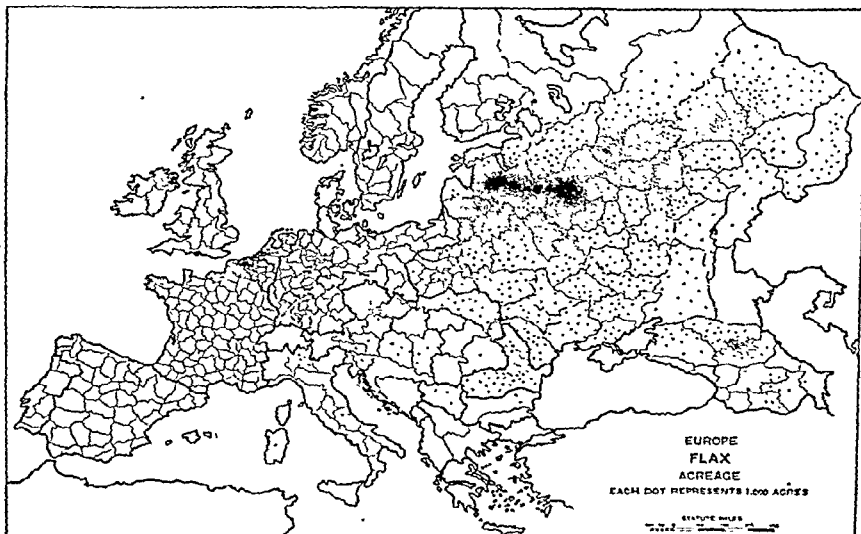 EUROPE
FLAX
ACREAGE
EACH DOT REPRESENTS 1,000 ACRES
STATUTE MILES